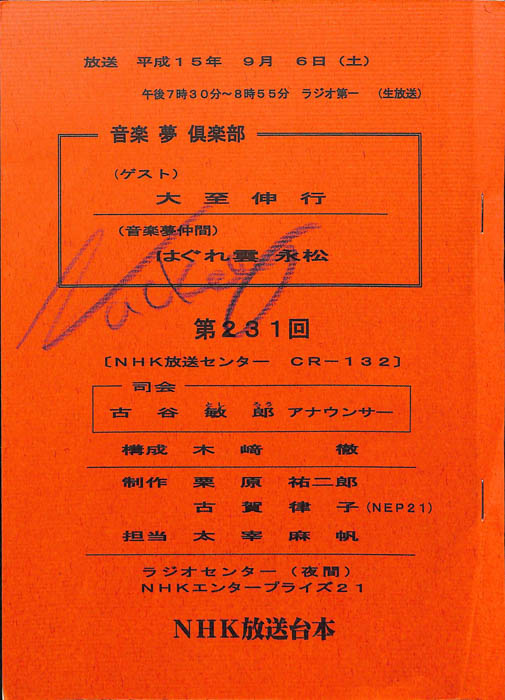 放送 平成15年 9月 6日（土）
午後7時30分～8時55分 ラジオ第一 （生放送）
音楽 夢 倶楽部
（ゲスト）
大至伸行
（音楽夢仲間）
はぐれ雲 永松
第231回
〔NHK放送センター CR－132〕
司会
古谷敏郎 アナウンサー
構成 木﨑 徹
制作 栗原 祐二郎
古賀 律子（NEP21）
担当 太宰麻帆
ラジオセンター（夜間）
NHKエンタープライズ21
NHK放送台本